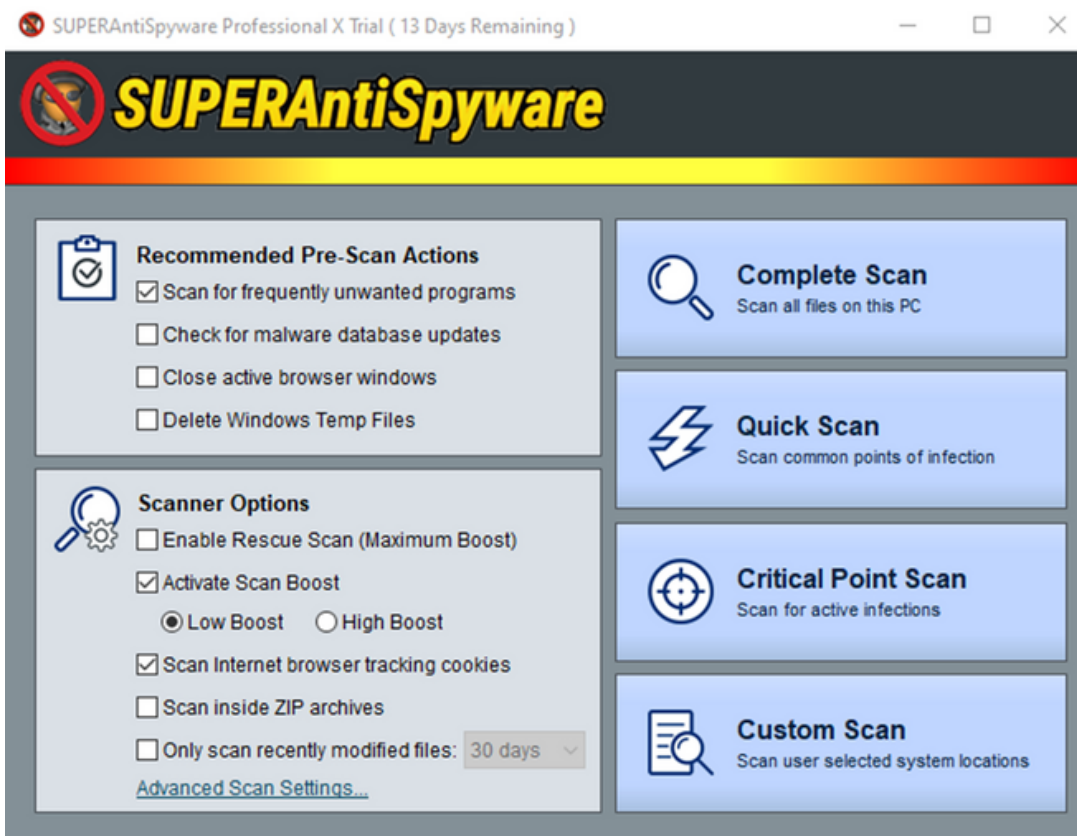 SUPERAntiSpyware Professional X Trial ( 13 Days Remaining )
SUPERAntiSpyware
Recommended Pre-Scan Actions
Scan for frequently unwanted programs
Check for malware database updates
Close active browser windows
Delete Windows Temp Files
Scanner Options
Enable Rescue Scan (Maximum Boost)
Activate Scan Boost
Low Boost High Boost
Scan Internet browser tracking cookies
Scan inside ZIP archives
Only scan recently modified files: 30 days
Advanced Scan Settings...
Complete Scan
Scan all files on this PC
Quick Scan
Scan common points of infection
Critical Point Scan
Scan for active infections
Custom Scan
Scan user selected system locations